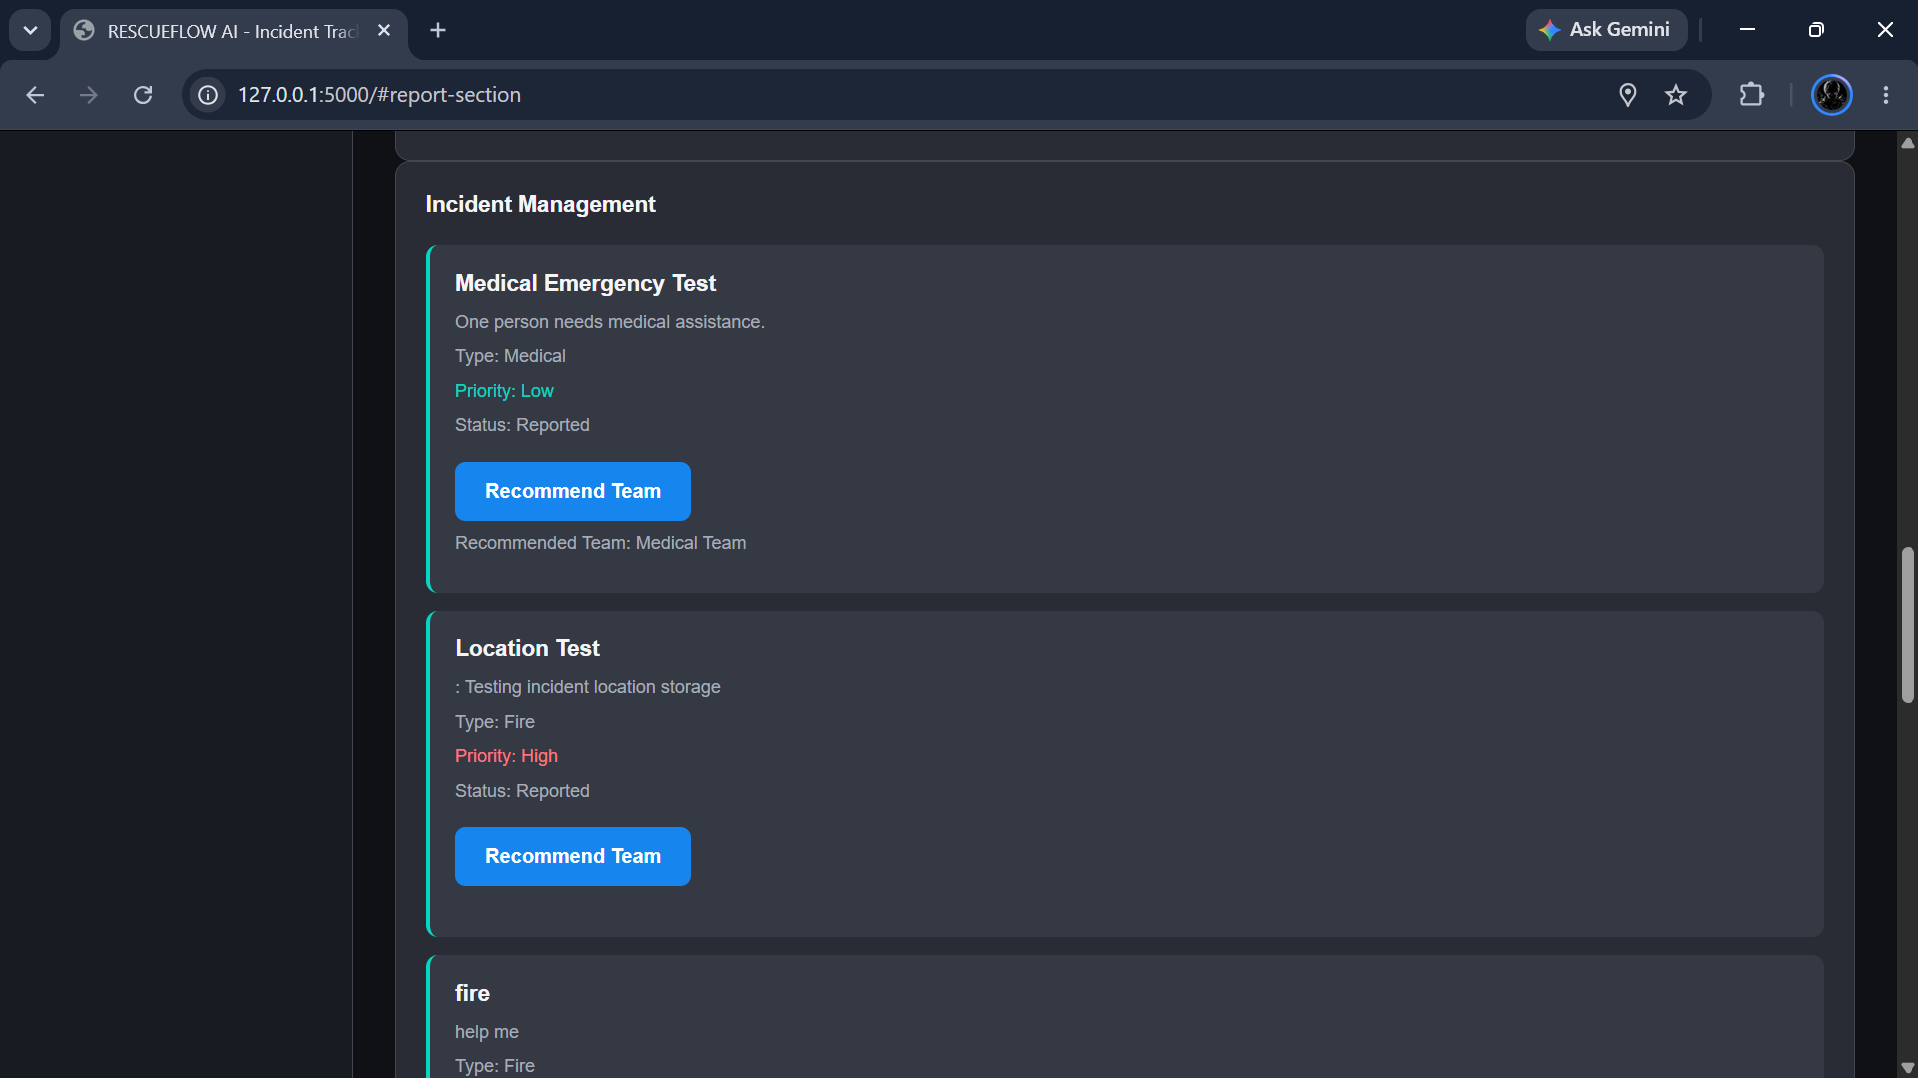 RESCUEFLOW AI - Incident Trac
Ask Gemini
127.0.0.1:5000/#report-section
Incident Management
Medical Emergency Test
One person needs medical assistance.
Type: Medical
Priority: Low
Status: Reported
Recommend Team
Recommended Team: Medical Team
Location Test
: Testing incident location storage
Type: Fire
Priority: High
Status: Reported
Recommend Team
fire
help me
Type: Fire